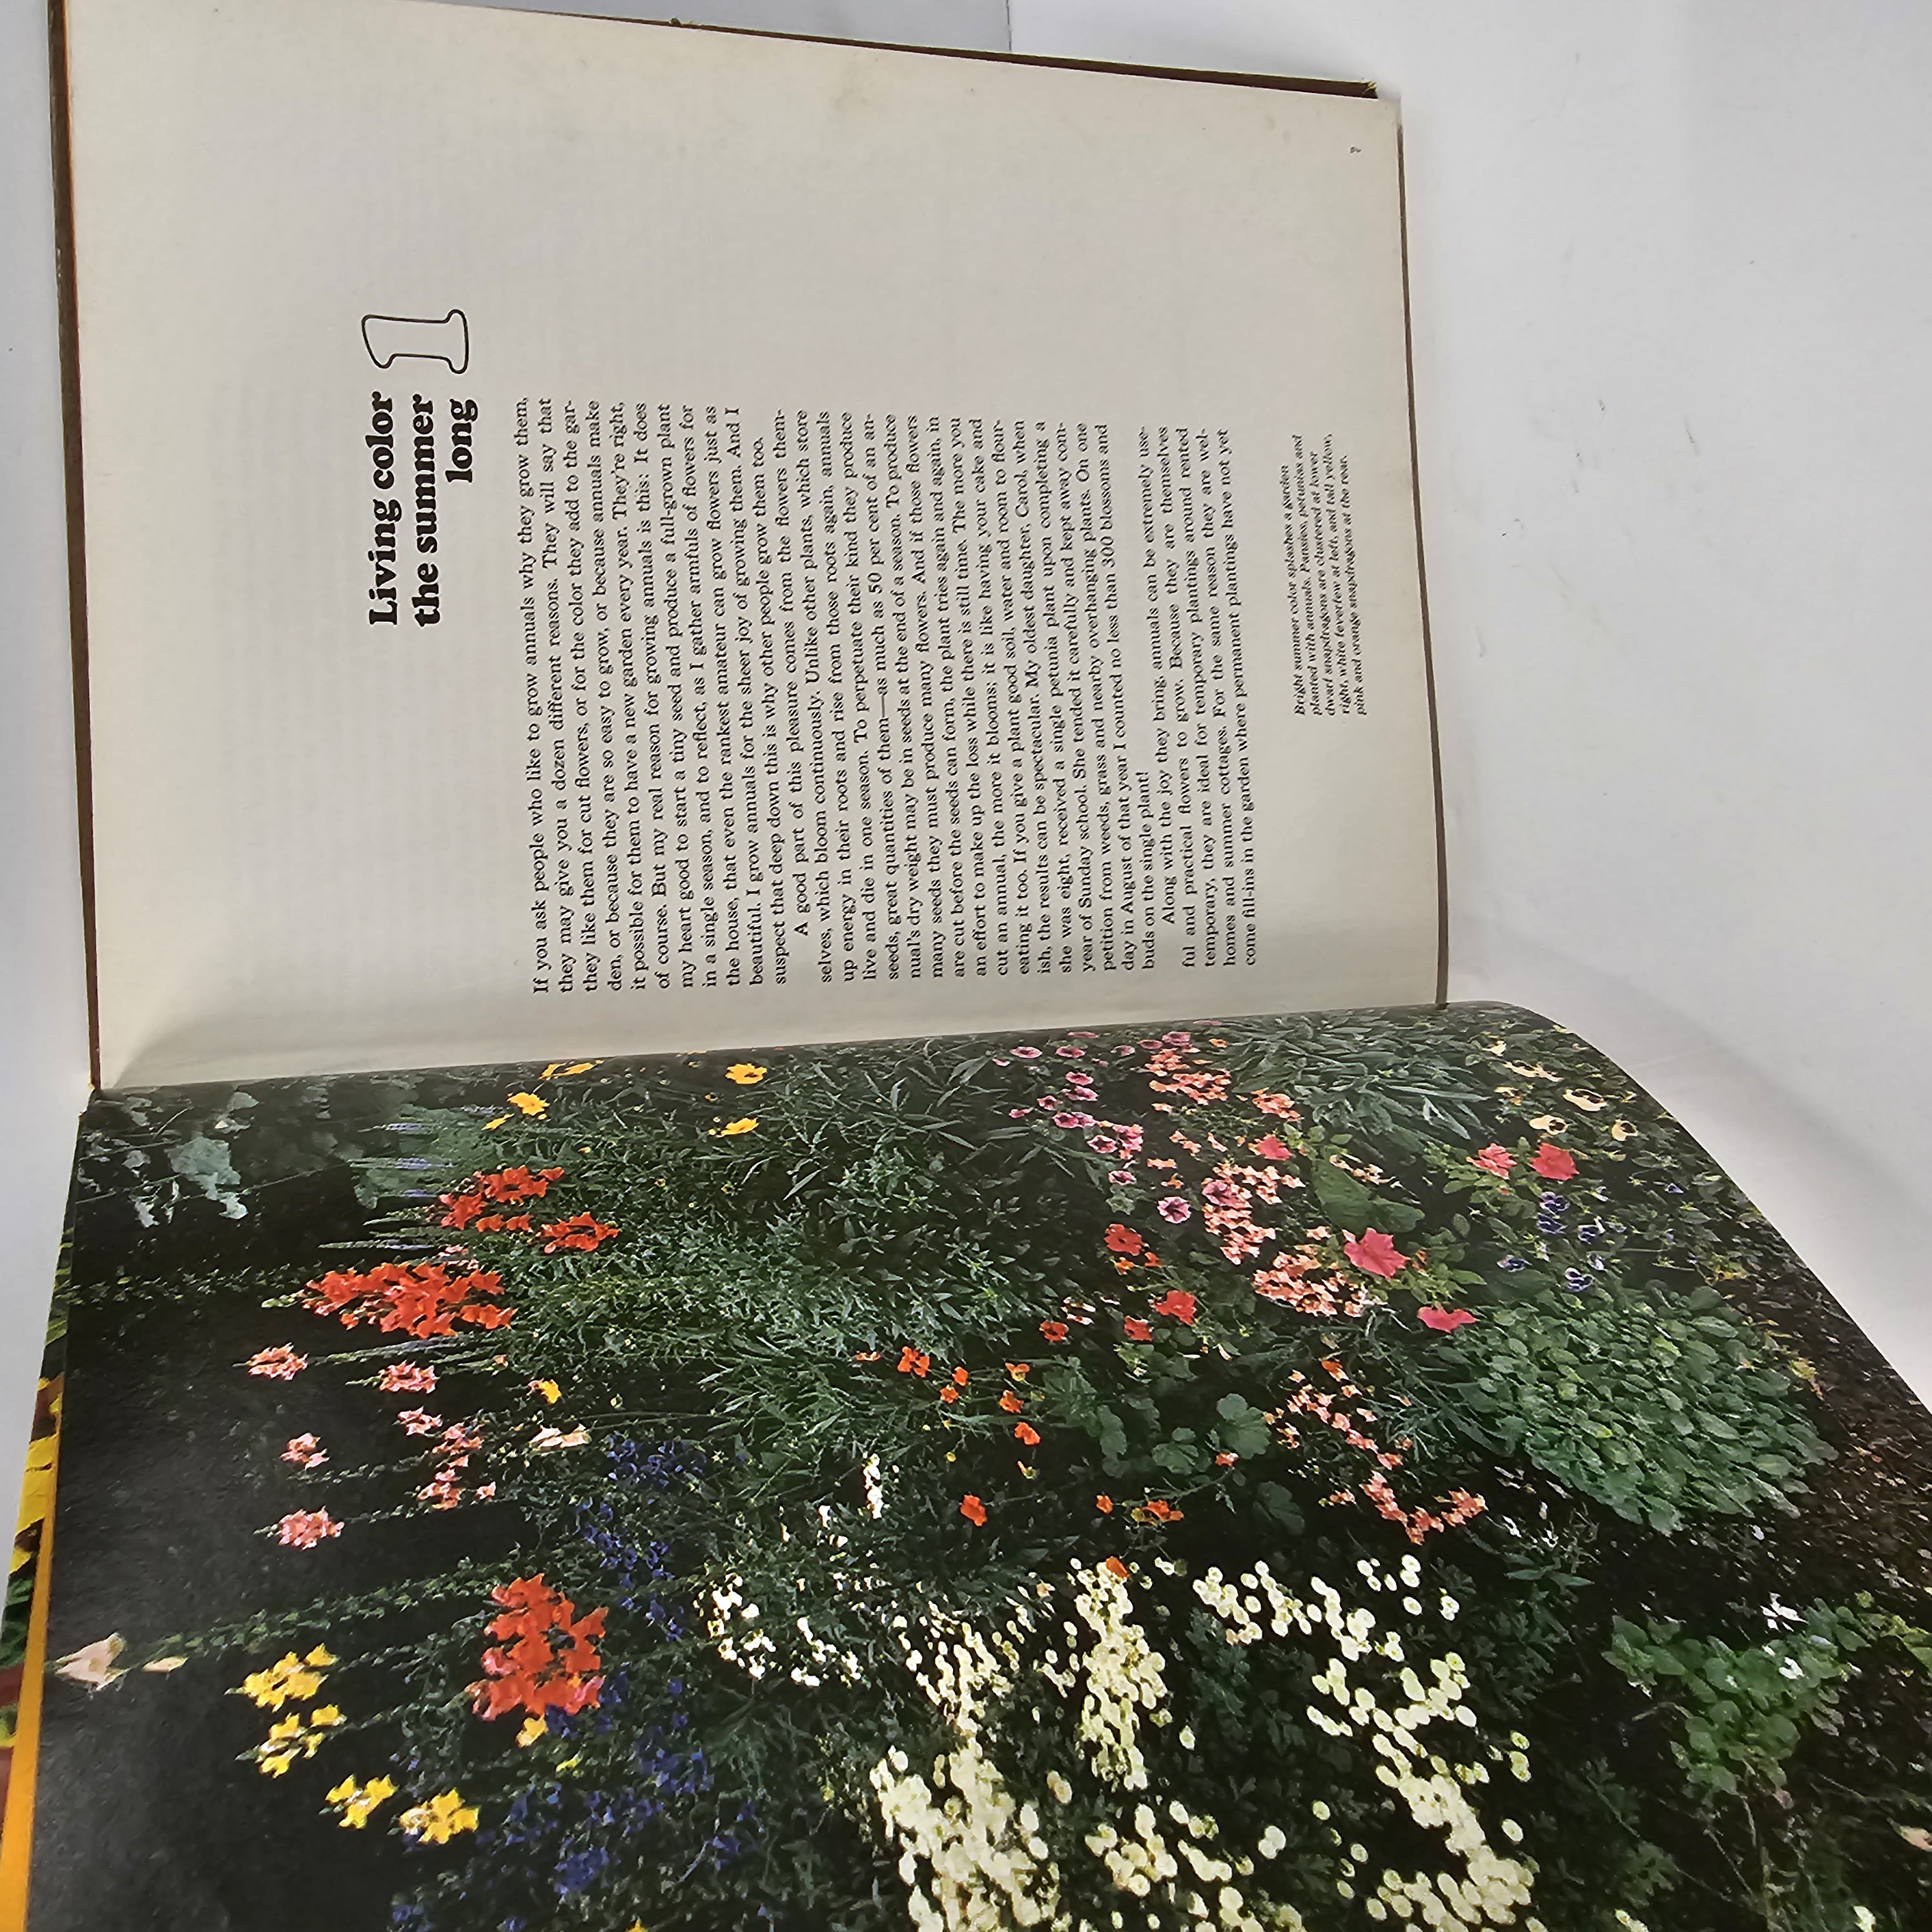 Living color
the summer
long
1
If you ask people who like to grow annuals why they grow them,
they may give you a dozen different reasons. They will say that
they like them for cut flowers, or for the color they add to the gar-
den, or because they are so easy to grow, or because annuals make
it possible for them to have a new garden every year. They're right,
of course. But my real reason for growing annuals is this: It does
my heart good to start a tiny seed and produce a full-grown plant
in a single season, and to reflect, as I gather armfuls of flowers for
the house, that even the rankest amateur can grow flowers just as
beautiful. I grow annuals for the sheer joy of growing them. And I
suspect that deep down this is why other people grow them too.
A good part of this pleasure comes from the flowers them-
selves, which bloom continuously. Unlike other plants, which store
up energy in their roots and rise from those roots again, annuals
live and die in one season. To perpetuate their kind they produce
seeds, great quantities of them—as much as 50 per cent of an an-
nual's dry weight may be in seeds at the end of a season. To produce
many seeds they must produce many flowers. And if those flowers
are cut before the seeds can form, the plant tries again and again, in
an effort to make up the loss while there is still time. The more you
cut an annual, the more it blooms; it is like having your cake and
eating it too. If you give a plant good soil, water and room to flour-
ish, the results can be spectacular. My oldest daughter, Carol, when
she was eight, received a single petunia plant upon completing a
year of Sunday school. She tended it carefully and kept away com-
petition from weeds, grass and nearby overhanging plants. On one
day in August of that year I counted no less than 300 blossoms and
buds on the single plant!
Along with the joy they bring, annuals can be extremely use-
ful and practical flowers to grow. Because they are themselves
temporary, they are ideal for temporary plantings around rented
homes and summer cottages. For the same reason they are wel-
come fill-ins in the garden where permanent plantings have not yet
Bright summer color splashes a garden
planted with annuals. Pansies, petunias and
dwarf snapdragons are clustered at lower
right, white feverfew at left, and tall yellow,
pink and orange snapdragons at the rear.
7